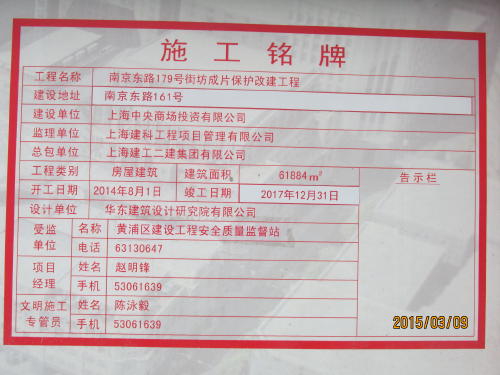 施工铭牌
工程名称 南京东路179号街坊成片保护改建工程
建设地址 南京东路161号
建设单位 上海中央商场投资有限公司
监理单位 上海建科工程项目管理有限公司
总包单位 上海建工二建集团有限公司
工程类别 房屋建筑 建筑面积 61884m² 告示栏
开工日期 2014年8月1日 竣工日期 2017年12月31日
设计单位 华东建筑设计研究院有限公司
受监单位 名称 黄浦区建设工程安全质量监督站
电话 63130647
项目经理 姓名 赵明锋
手机 53061639
文明施工专管员 姓名 陈泳毅
手机 53061639
2015/03/09